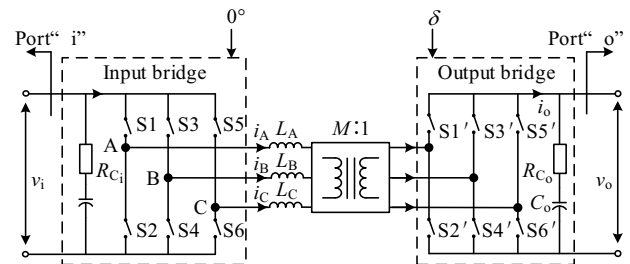 Port“ i” 0° δ Port“ o”
Input bridge Output bridge
S1 S3 S5 i_A L_A M:1 S1′ S3′ S5′ i_o
A
R_Ci v_i B i_B L_B R_Co v_o
C i_C L_C C_o
S2 S4 S6 S2′ S4′ S6′